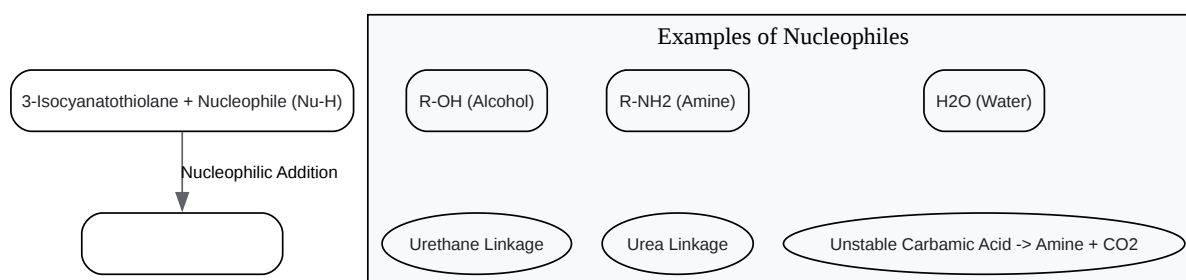 Examples of Nucleophiles
3-Isocyanatothiolane + Nucleophile (Nu-H)
R-OH (Alcohol)
R-NH2 (Amine)
H2O (Water)
Nucleophilic Addition
Urethane Linkage
Urea Linkage
Unstable Carbamic Acid -> Amine + CO2